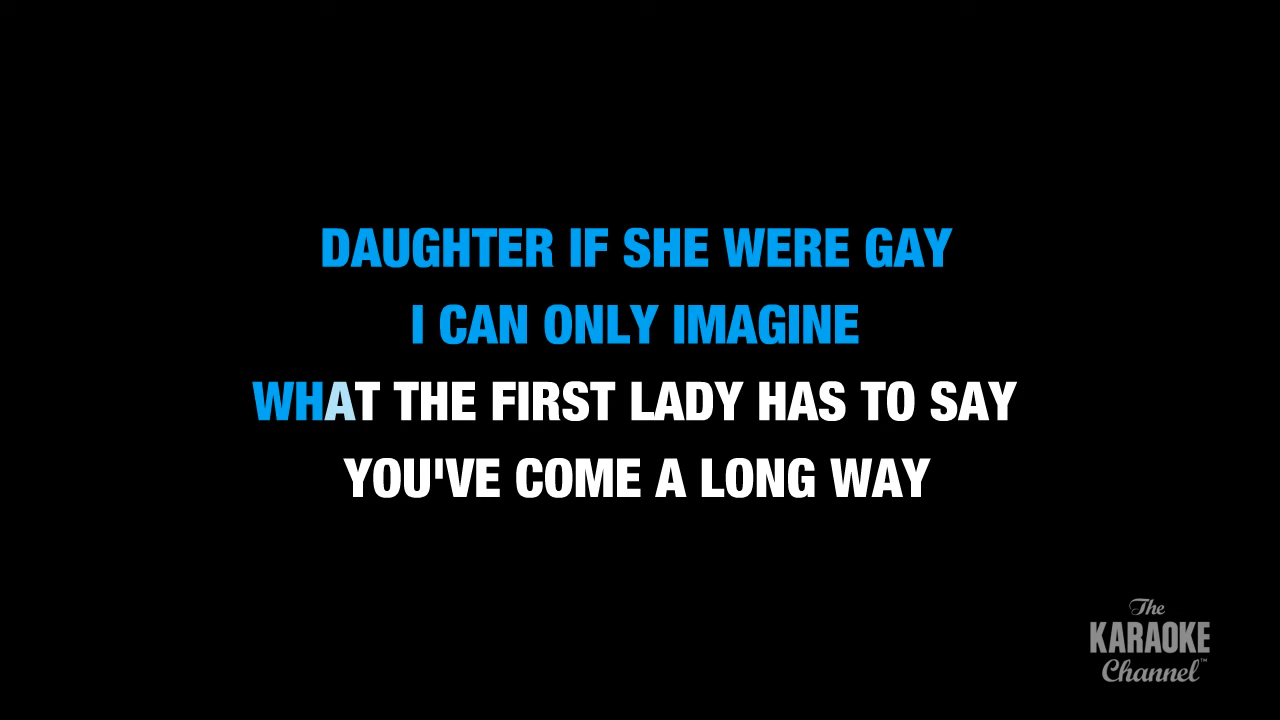 DAUGHTER IF SHE WERE GAY
I CAN ONLY IMAGINE
WHAT THE FIRST LADY HAS TO SAY
YOU'VE COME A LONG WAY
The
KARAOKE
Channel™